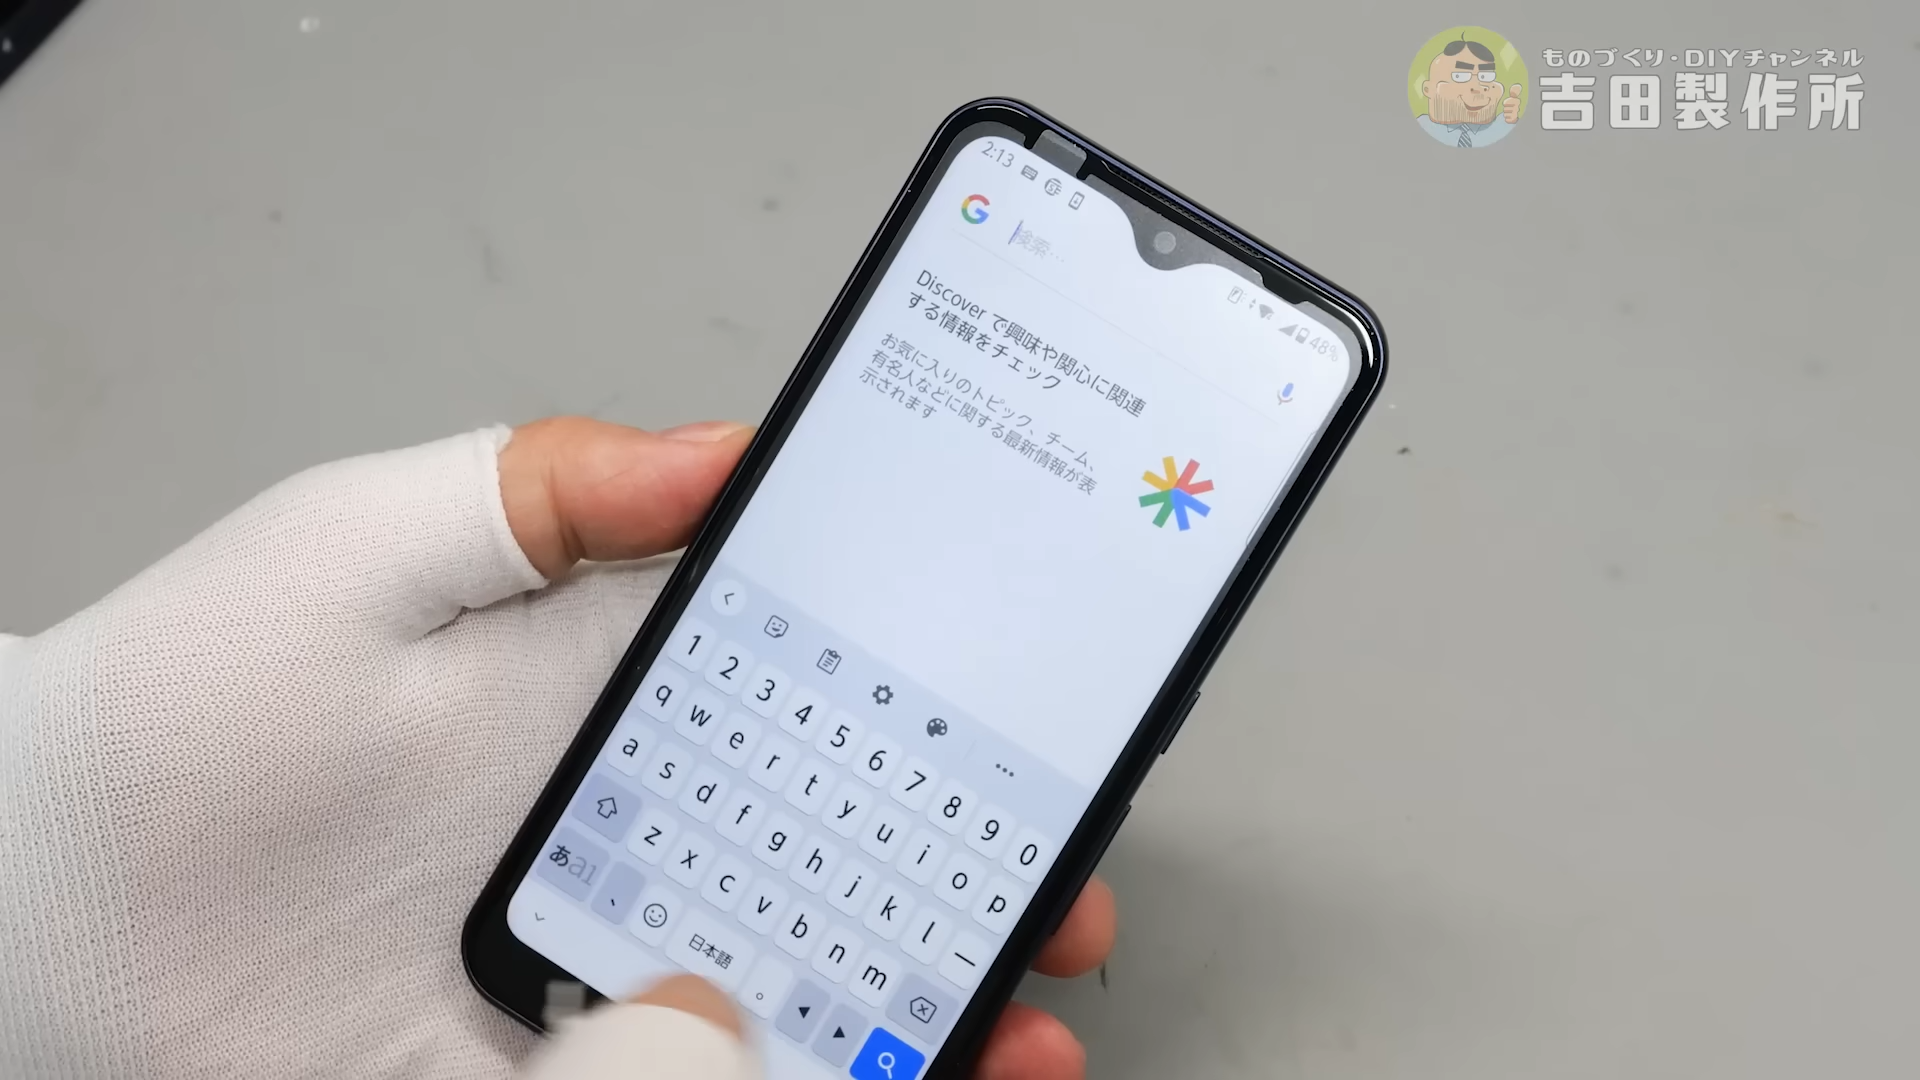 ものづくり・DIYチャンネル
吉田製作所
2:13
48%
G
検索…
Discover で興味や関心に関連
する情報をチェック
お気に入りのトピック、チーム、
有名人などに関する最新情報が表
示されます
1 2 3 4 5 6 7 8 9 0
q w e r t y u i o p
a s d f g h j k l ー
z x c v b n m
あa1 、 日本語 。